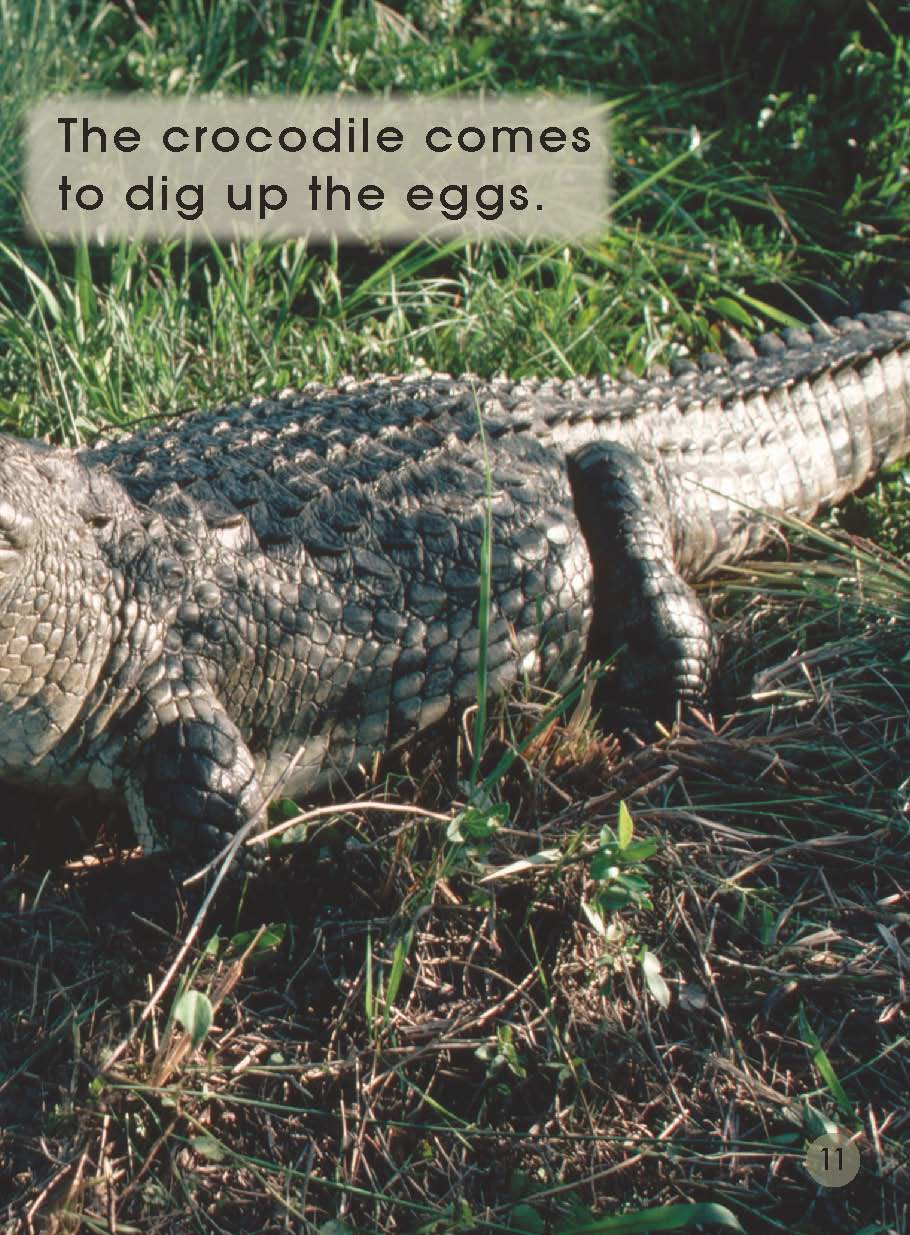 The crocodile comes
to dig up the eggs.
11